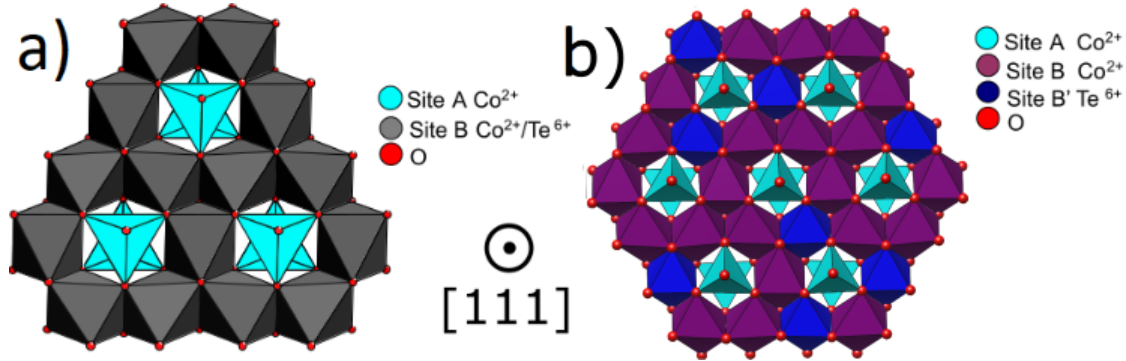 a)
Site A Co²⁺
Site B Co²⁺/Te⁶⁺
O
[111]
b)
Site A Co²⁺
Site B Co²⁺
Site B' Te⁶⁺
O